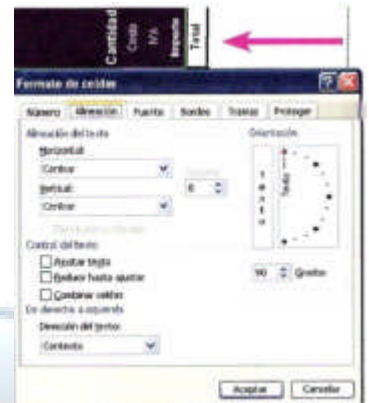 Cantidad
Costo
IVA
Importe
Total
Formato de celdas
Número Alineación Fuente Bordes Tramas Proteger
Alineación del texto
Horizontal:
Centrar
Vertical:
Centrar
0
Orientación
Texto
Texto
90 Grados
Control del texto
Ajustar texto
Reducir hasta ajustar
Combinar celdas
De derecha a izquierda
Dirección del texto:
Contexto
Aceptar Cancelar